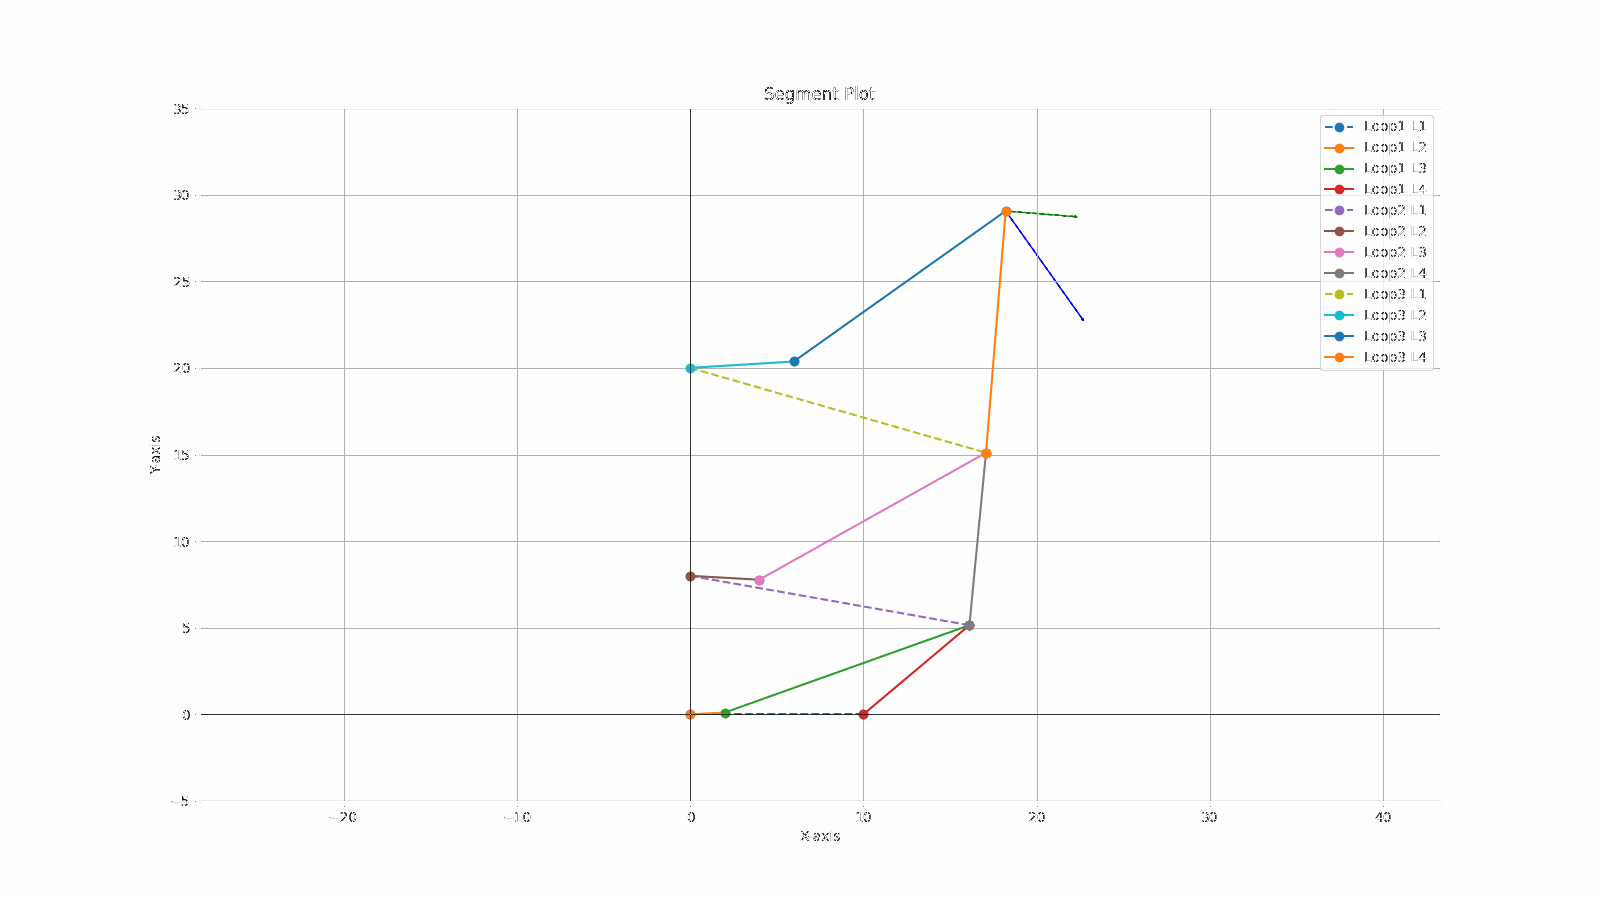 Segment Plot
35
30
25
20
15
10
5
0
−5
Y-axis
−20
−10
0
10
20
30
40
X-axis
Loop1 L1
Loop1 L2
Loop1 L3
Loop1 L4
Loop2 L1
Loop2 L2
Loop2 L3
Loop2 L4
Loop3 L1
Loop3 L2
Loop3 L3
Loop3 L4